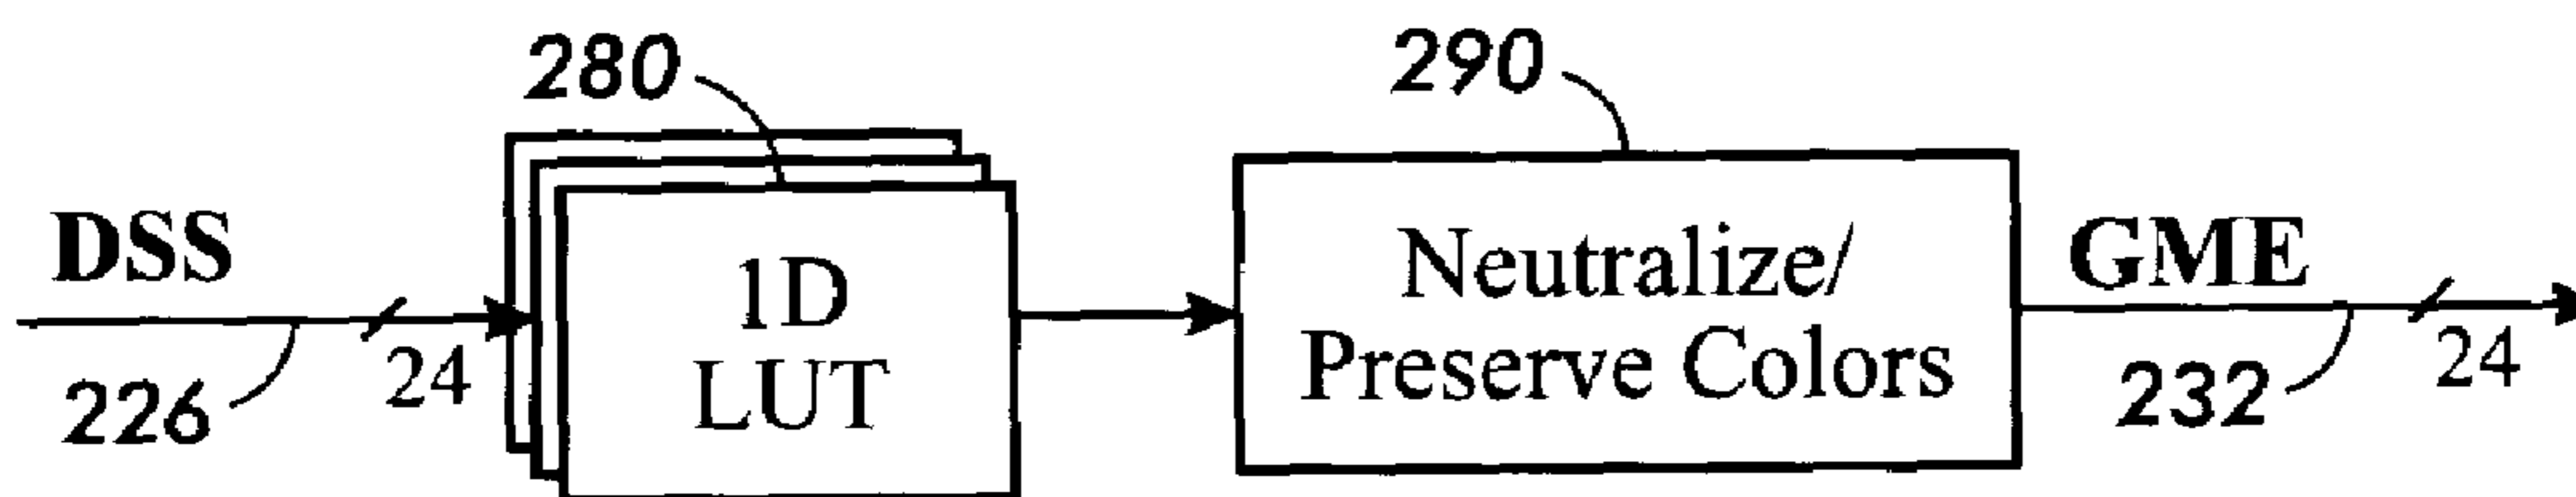 280
290
DSS
1D
LUT
Neutralize/
Preserve Colors
GME
24
226
232
24